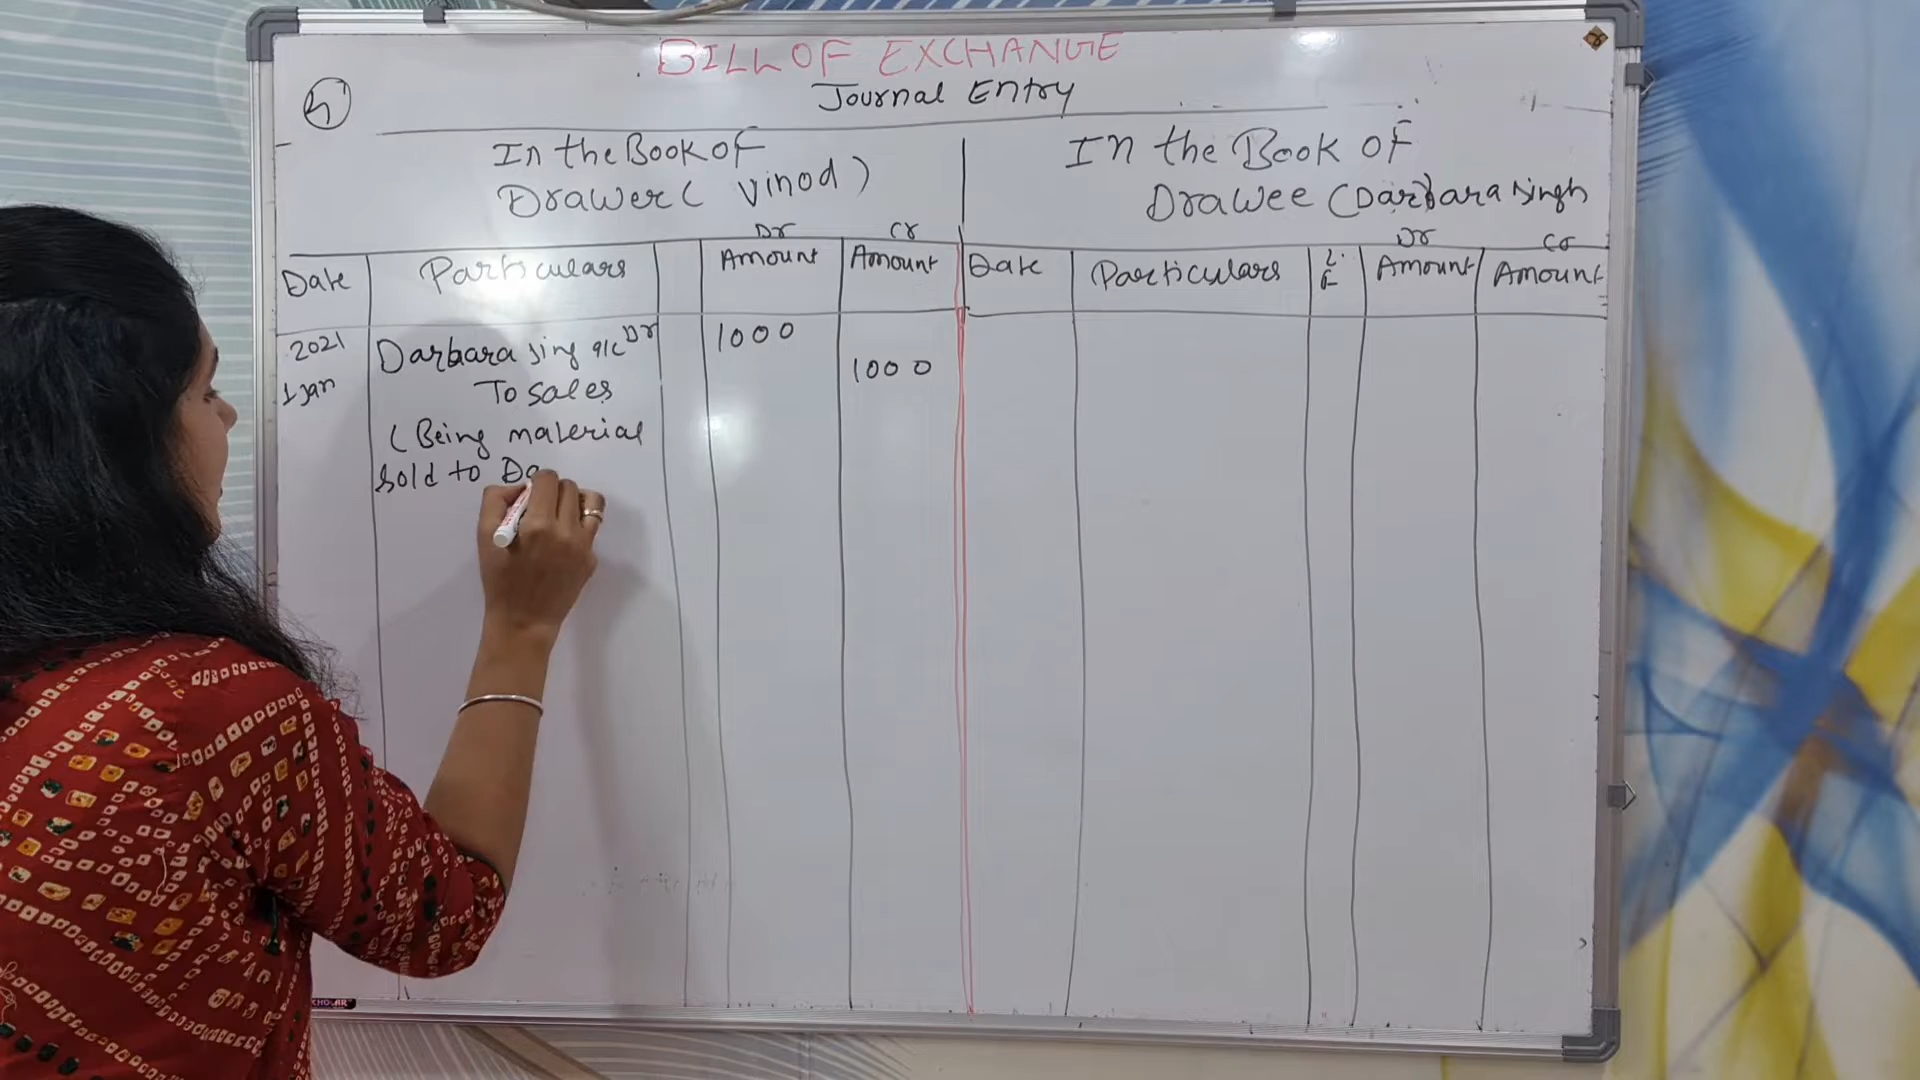 BILL OF EXCHANGE
Journal Entry
5
In the Book of
Drawer ( Vinod )
In the Book of
Drawee (Darbara Singh
Dr Cr
Date Particulars Amount Amount
Dr Cr
Date Particulars L.F Amount Amount
2021
1 Jan
Darbara Sing a/c Dr 1000
To sales 1000
( Being material
sold to Da